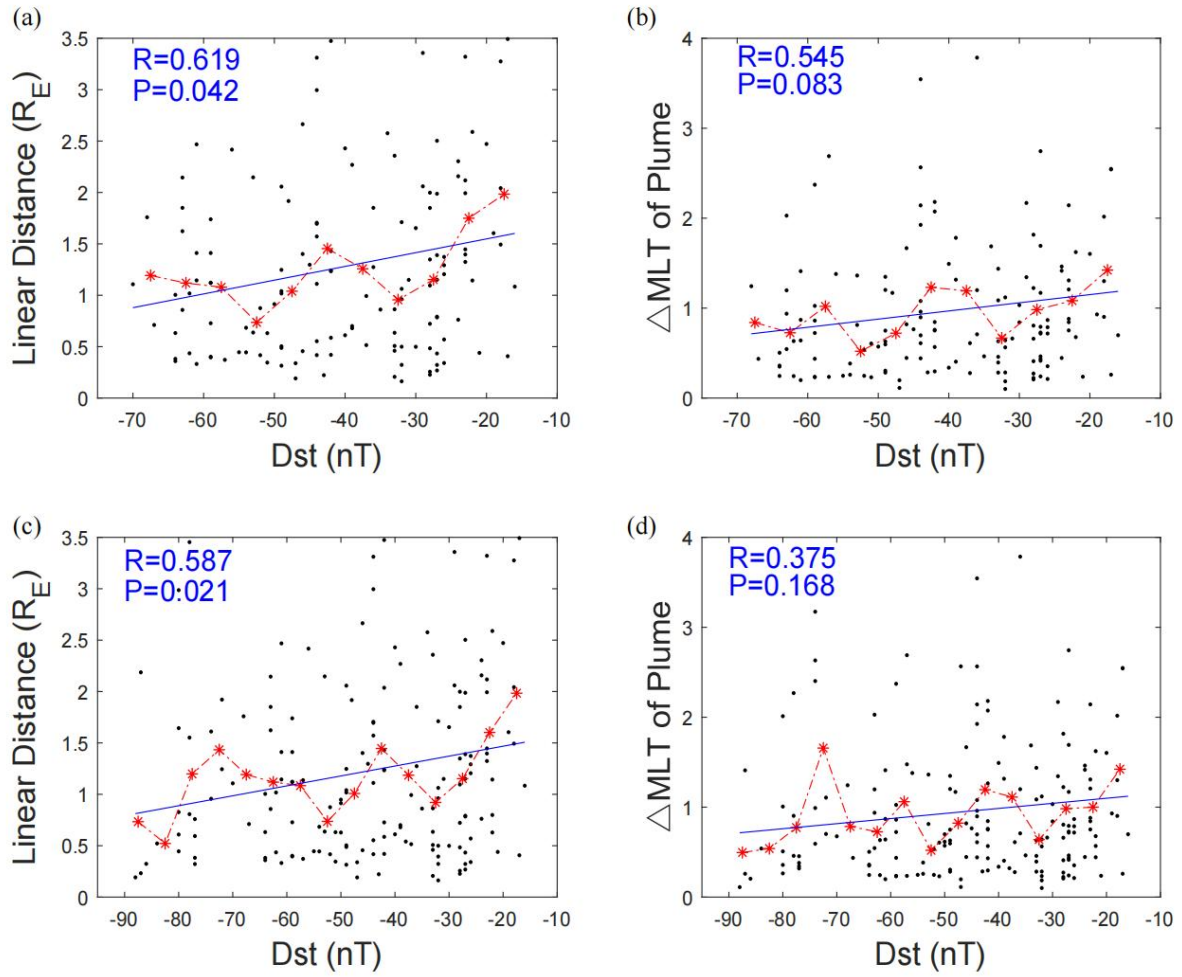 (a)
R=0.619
P=0.042
Linear Distance (R_E)
3.5
3
2.5
2
1.5
1
0.5
0
-70 -60 -50 -40 -30 -20 -10
Dst (nT)
(b)
R=0.545
P=0.083
△MLT of Plume
4
3
2
1
0
-70 -60 -50 -40 -30 -20 -10
Dst (nT)
(c)
R=0.587
P=0.021
Linear Distance (R_E)
3.5
3
2.5
2
1.5
1
0.5
0
-90 -80 -70 -60 -50 -40 -30 -20 -10
Dst (nT)
(d)
R=0.375
P=0.168
△MLT of Plume
4
3
2
1
0
-90 -80 -70 -60 -50 -40 -30 -20 -10
Dst (nT)